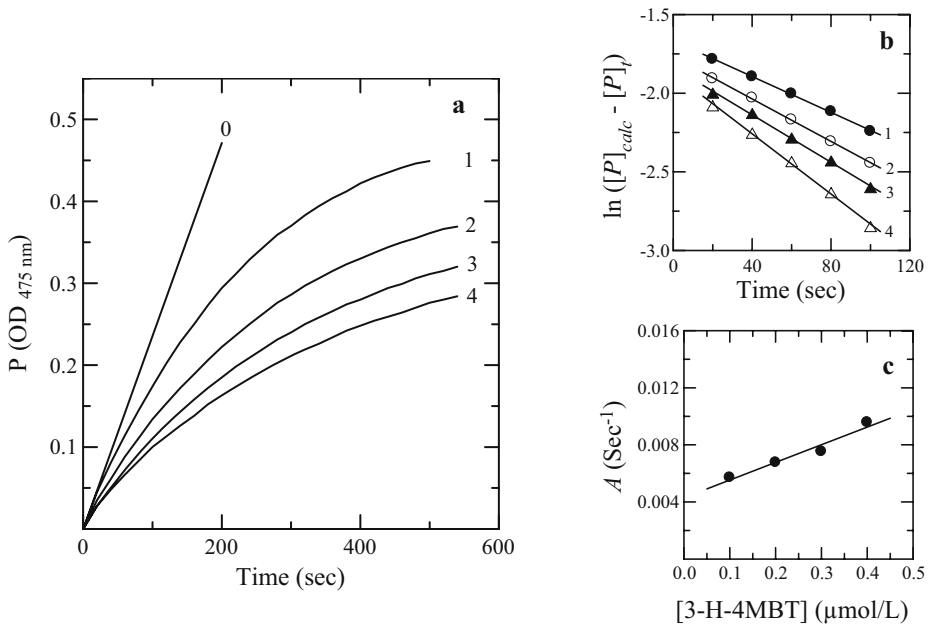 a
0.5
0.4
0.3
0.2
0.1
0
1
2
3
4
P (OD 475 nm)
0 200 400 600
Time (sec)
b
-1.5
-2.0
-2.5
-3.0
1
2
3
4
ln ([P]calc - [P]t)
0 40 80 120
Time (sec)
c
0.016
0.012
0.008
0.004
A (Sec-1)
0.0 0.1 0.2 0.3 0.4 0.5
[3-H-4MBT] (µmol/L)